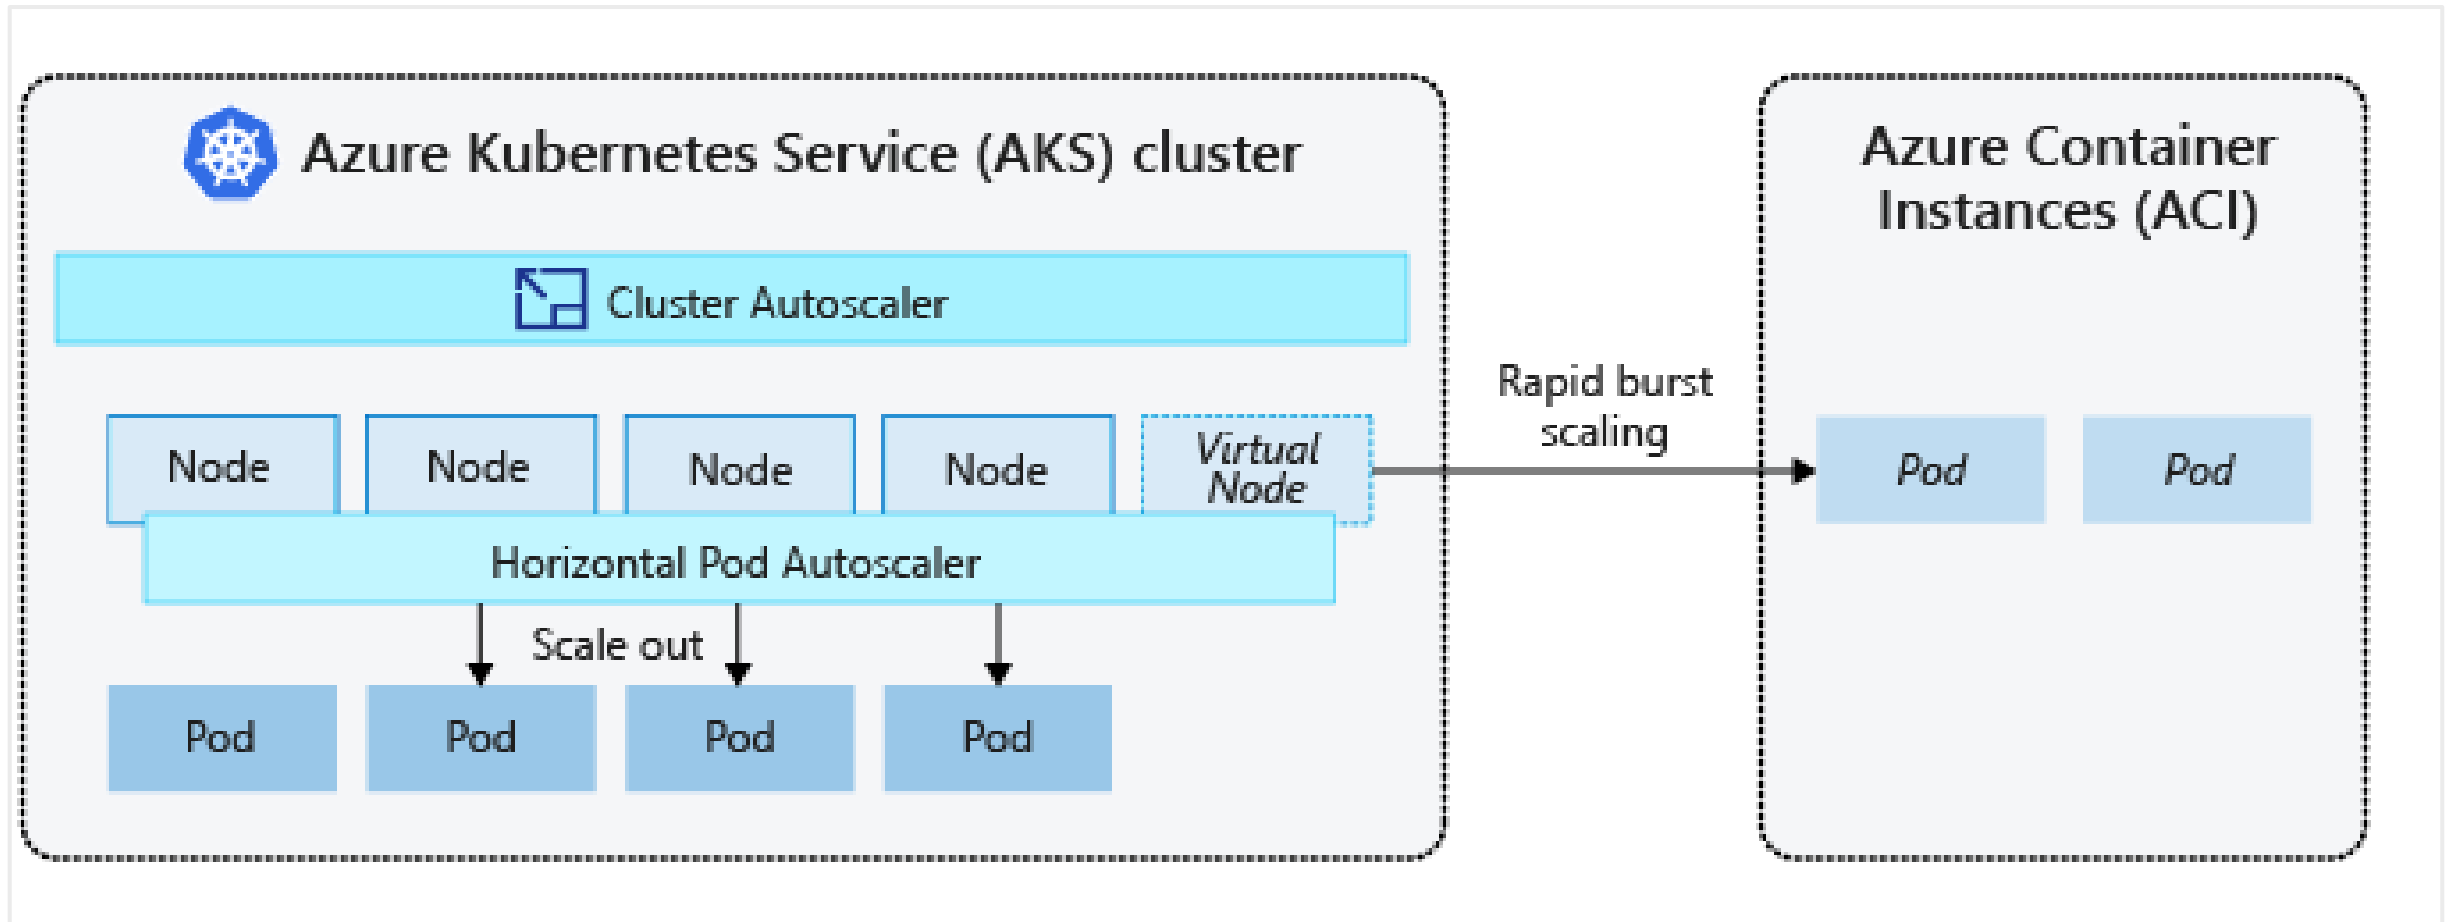 Azure Kubernetes Service (AKS) cluster
Cluster Autoscaler
Node
Node
Node
Node
Virtual
Node
Horizontal Pod Autoscaler
Scale out
Pod
Pod
Pod
Pod
Rapid burst
scaling
Azure Container
Instances (ACI)
Pod
Pod